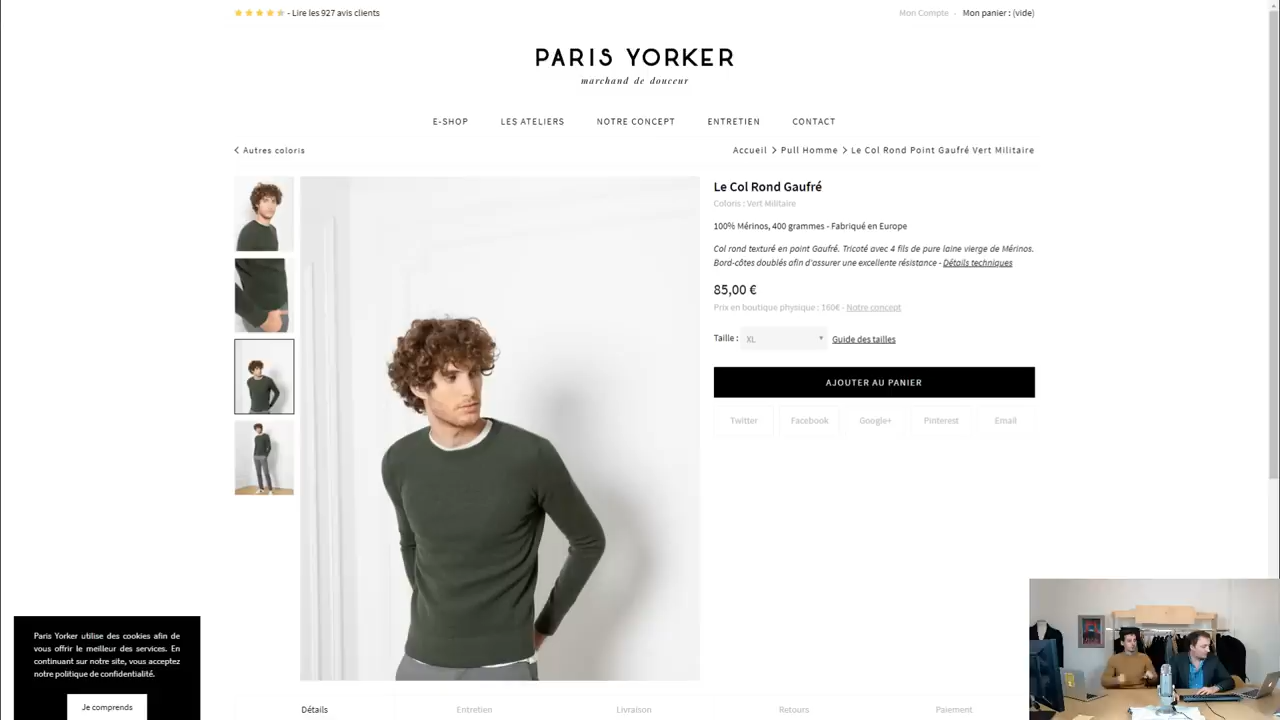 - Lire les 927 avis clients
Mon Compte - Mon panier : (vide)
PARIS YORKER
marchand de douceur
E-SHOP LES ATELIERS NOTRE CONCEPT ENTRETIEN CONTACT
Autres coloris
Accueil > Pull Homme > Le Col Rond Point Gaufré Vert Militaire
Le Col Rond Gaufré
Coloris : Vert Militaire
100% Mérinos, 400 grammes - Fabriqué en Europe
Col rond texturé en point Gaufré. Tricoté avec 4 fils de pure laine vierge de Mérinos.
Bord-côtes doublés afin d'assurer une excellente résistance - Détails techniques
85,00 €
Prix en boutique physique : 160€ - Notre concept
Taille : XL Guide des tailles
AJOUTER AU PANIER
Twitter Facebook Google+ Pinterest Email
Paris Yorker utilise des cookies afin de
vous offrir le meilleur des services. En
continuant sur notre site, vous acceptez
notre politique de confidentialité.
Je comprends
Détails Entretien Livraison Retours Paiement